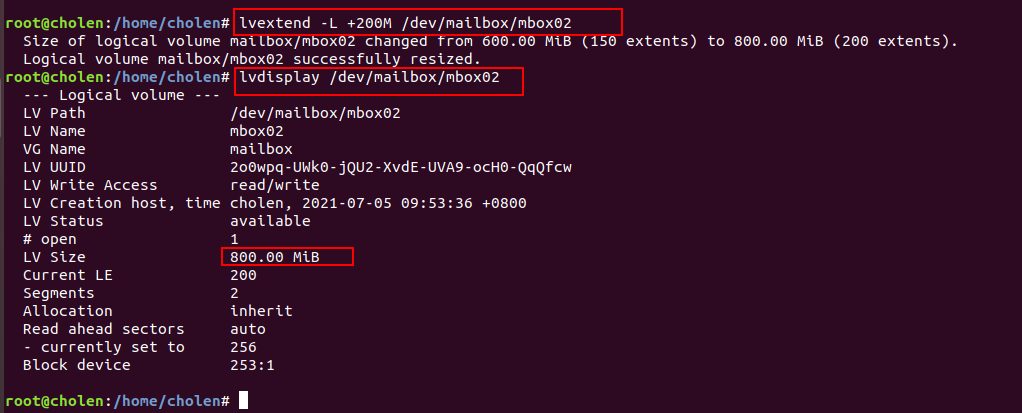 root@cholen:/home/cholen# lvextend -L +200M /dev/mailbox/mbox02
Size of logical volume mailbox/mbox02 changed from 600.00 MiB (150 extents) to 800.00 MiB (200 extents).
Logical volume mailbox/mbox02 successfully resized.
root@cholen:/home/cholen# lvdisplay /dev/mailbox/mbox02
--- Logical volume ---
LV Path                /dev/mailbox/mbox02
LV Name                mbox02
VG Name                mailbox
LV UUID                2o0wpq-UWk0-jQU2-XvdE-UVA9-ocH0-QqQfcw
LV Write Access        read/write
LV Creation host, time cholen, 2021-07-05 09:53:36 +0800
LV Status              available
# open                 1
LV Size                800.00 MiB
Current LE             200
Segments               2
Allocation             inherit
Read ahead sectors     auto
- currently set to     256
Block device           253:1
root@cholen:/home/cholen#